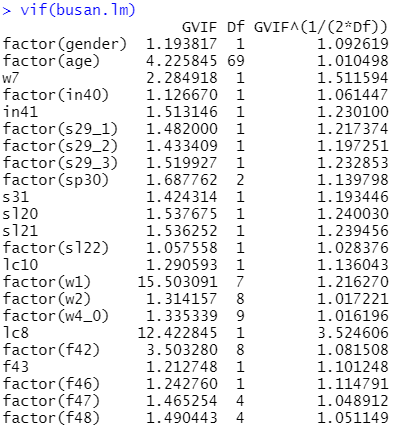 > vif(busan.lm)
GVIF Df GVIF^(1/(2*Df))
factor(gender) 1.193817 1 1.092619
factor(age) 4.225845 69 1.010498
w7 2.284918 1 1.511594
factor(in40) 1.126670 1 1.061447
in41 1.513146 1 1.230100
factor(s29_1) 1.482000 1 1.217374
factor(s29_2) 1.433409 1 1.197251
factor(s29_3) 1.519927 1 1.232853
factor(sp30) 1.687762 2 1.139798
s31 1.424314 1 1.193446
sl20 1.537675 1 1.240030
sl21 1.536252 1 1.239456
factor(sl22) 1.057558 1 1.028376
lc10 1.290593 1 1.136043
factor(w1) 15.503091 7 1.216270
factor(w2) 1.314157 8 1.017221
factor(w4_0) 1.335339 9 1.016196
lc8 12.422845 1 3.524606
factor(f42) 3.503280 8 1.081508
f43 1.212748 1 1.101248
factor(f46) 1.242760 1 1.114791
factor(f47) 1.465254 4 1.048912
factor(f48) 1.490443 4 1.051149